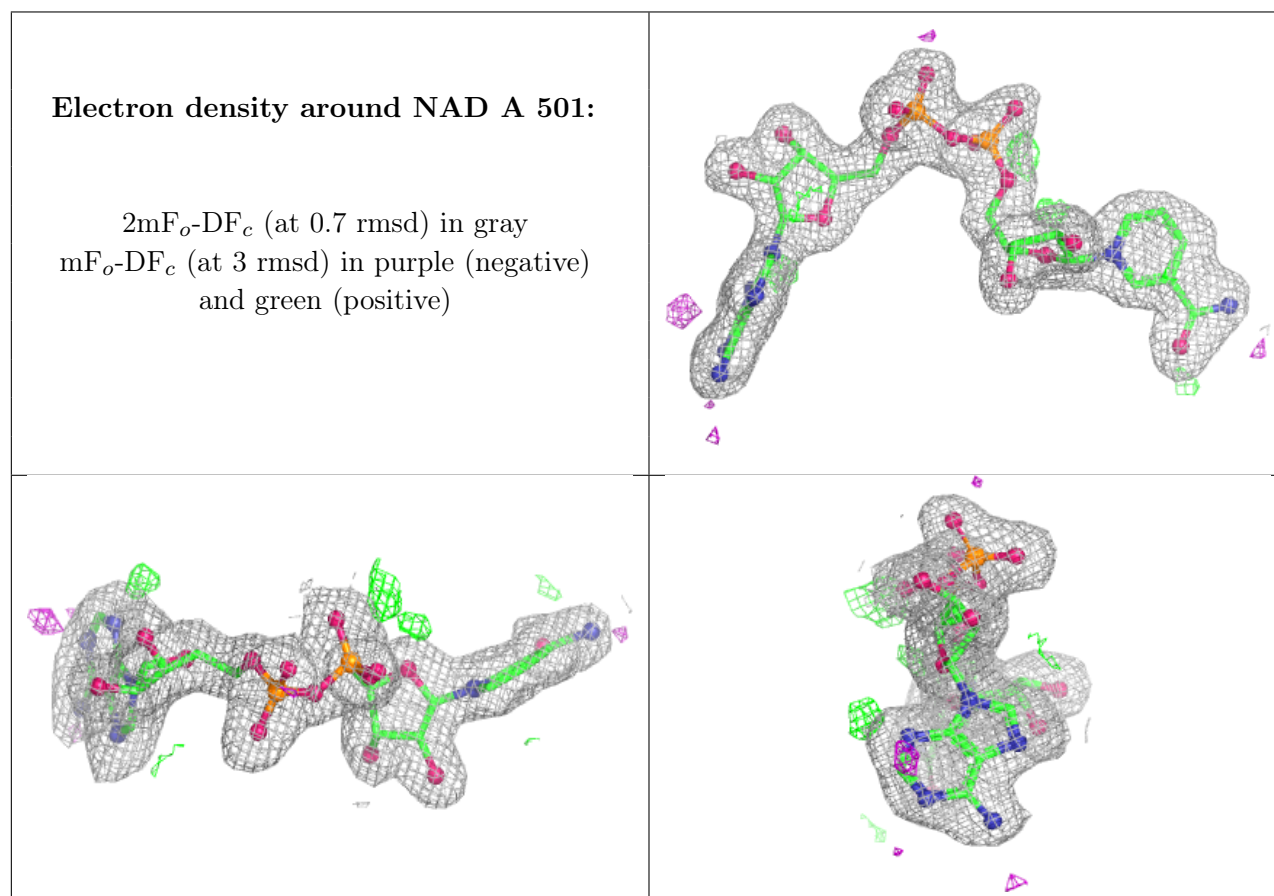 Electron density around NAD A 501:
2mFo-DFc (at 0.7 rmsd) in gray
mFo-DFc (at 3 rmsd) in purple (negative)
and green (positive)